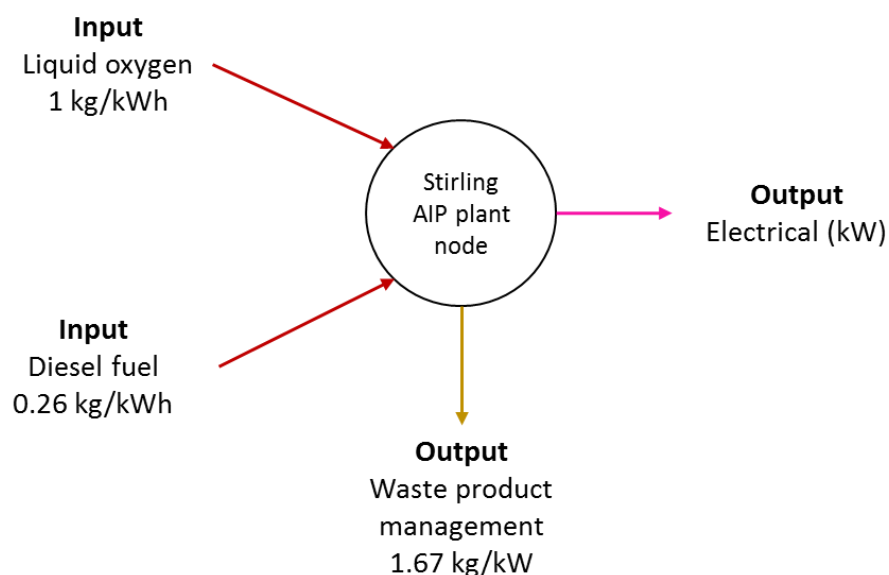 Input
Liquid oxygen
1 kg/kWh
Stirling
AIP plant
node
Output
Electrical (kW)
Input
Diesel fuel
0.26 kg/kWh
Output
Waste product
management
1.67 kg/kW